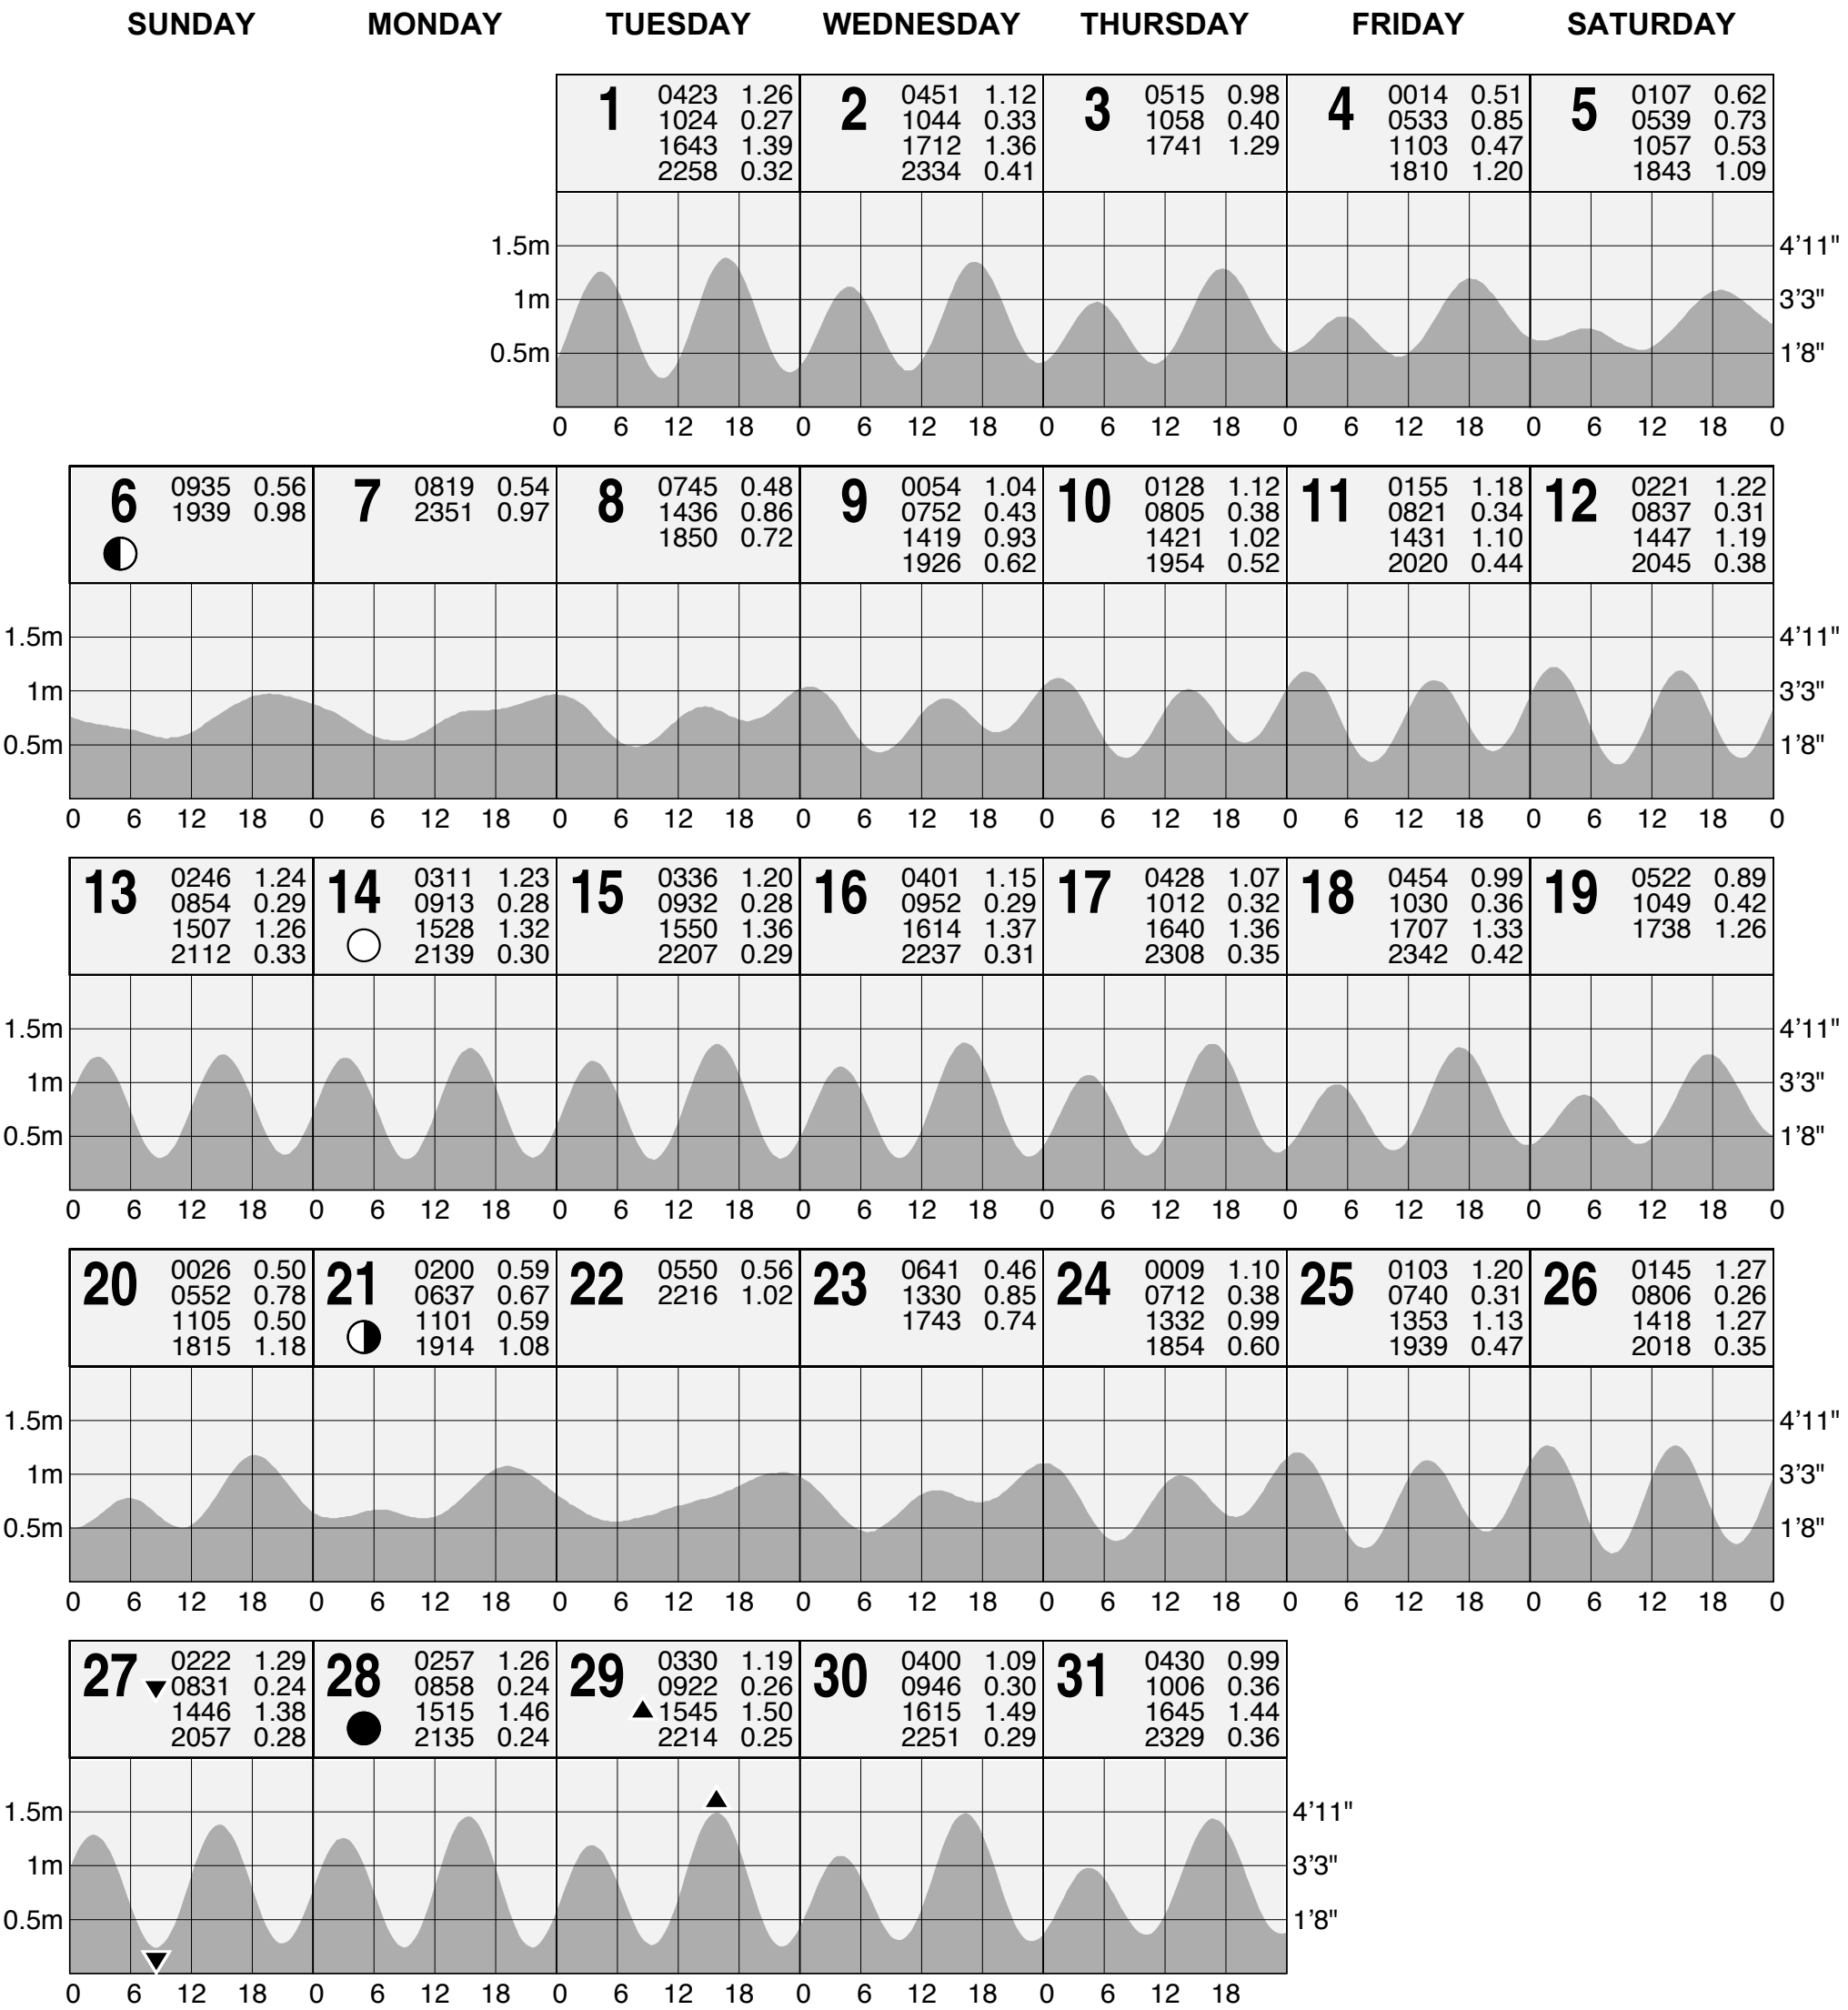 SUNDAY MONDAY TUESDAY WEDNESDAY THURSDAY FRIDAY SATURDAY
1 0423 1.26 2 0451 1.12 3 0515 0.98 4 0014 0.51 5 0107 0.62
1024 0.27 1044 0.33 1058 0.40 0533 0.85 0539 0.73
1643 1.39 1712 1.36 1741 1.29 1103 0.47 1057 0.53
2258 0.32 2334 0.41 1810 1.20 1843 1.09
1.5m 4'11"
1m 3'3"
0.5m 1'8"
0 6 12 18 0 6 12 18 0 6 12 18 0 6 12 18 0 6 12 18 0
6 0935 0.56 7 0819 0.54 8 0745 0.48 9 0054 1.04 10 0128 1.12 11 0155 1.18 12 0221 1.22
1939 0.98 2351 0.97 1436 0.86 0752 0.43 0805 0.38 0821 0.34 0837 0.31
1850 0.72 1419 0.93 1421 1.02 1431 1.10 1447 1.19
1926 0.62 1954 0.52 2020 0.44 2045 0.38
1.5m 4'11"
1m 3'3"
0.5m 1'8"
0 6 12 18 0 6 12 18 0 6 12 18 0 6 12 18 0 6 12 18 0 6 12 18 0 6 12 18 0
13 0246 1.24 14 0311 1.23 15 0336 1.20 16 0401 1.15 17 0428 1.07 18 0454 0.99 19 0522 0.89
0854 0.29 0913 0.28 0932 0.28 0952 0.29 1012 0.32 1030 0.36 1049 0.42
1507 1.26 1528 1.32 1550 1.36 1614 1.37 1640 1.36 1707 1.33 1738 1.26
2112 0.33 2139 0.30 2207 0.29 2237 0.31 2308 0.35 2342 0.42
1.5m 4'11"
1m 3'3"
0.5m 1'8"
0 6 12 18 0 6 12 18 0 6 12 18 0 6 12 18 0 6 12 18 0 6 12 18 0 6 12 18 0
20 0026 0.50 21 0200 0.59 22 0550 0.56 23 0641 0.46 24 0009 1.10 25 0103 1.20 26 0145 1.27
0552 0.78 0637 0.67 2216 1.02 1330 0.85 0712 0.38 0740 0.31 0806 0.26
1105 0.50 1101 0.59 1743 0.74 1332 0.99 1353 1.13 1418 1.27
1815 1.18 1914 1.08 1854 0.60 1939 0.47 2018 0.35
1.5m 4'11"
1m 3'3"
0.5m 1'8"
0 6 12 18 0 6 12 18 0 6 12 18 0 6 12 18 0 6 12 18 0 6 12 18 0 6 12 18 0
27 0222 1.29 28 0257 1.26 29 0330 1.19 30 0400 1.09 31 0430 0.99
0831 0.24 0858 0.24 0922 0.26 0946 0.30 1006 0.36
1446 1.38 1515 1.46 1545 1.50 1615 1.49 1645 1.44
2057 0.28 2135 0.24 2214 0.25 2251 0.29 2329 0.36
1.5m 4'11"
1m 3'3"
0.5m 1'8"
0 6 12 18 0 6 12 18 0 6 12 18 0 6 12 18 0 6 12 18